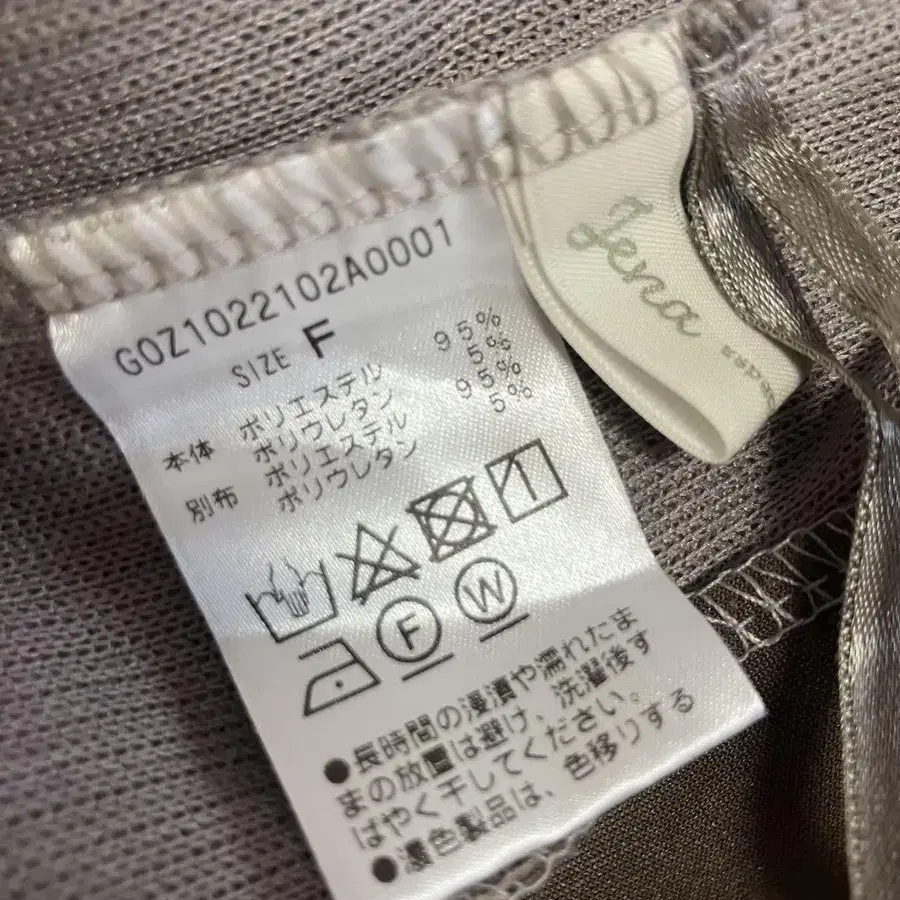 G0Z1022102A0001
SIZE F
本体 ポリエステル 95%
ポリウレタン 5%
別布 ポリエステル 95%
ポリウレタン 5%
F W
●長時間の浸漬や濡れたま
まの放置は避け、洗濯後す
ばやく干してください。
●濃色製品は、色移りする
Jena